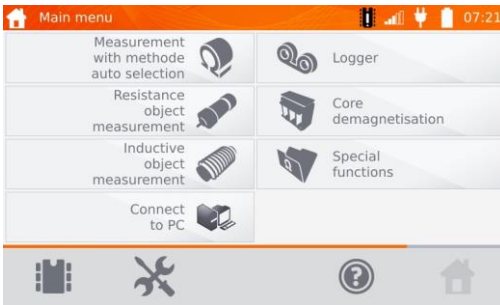 Main menu
07:21
Measurement
with methode
auto selection
Logger
Resistance
object
measurement
Core
demagnetisation
Inductive
object
measurement
Special
functions
Connect
to PC